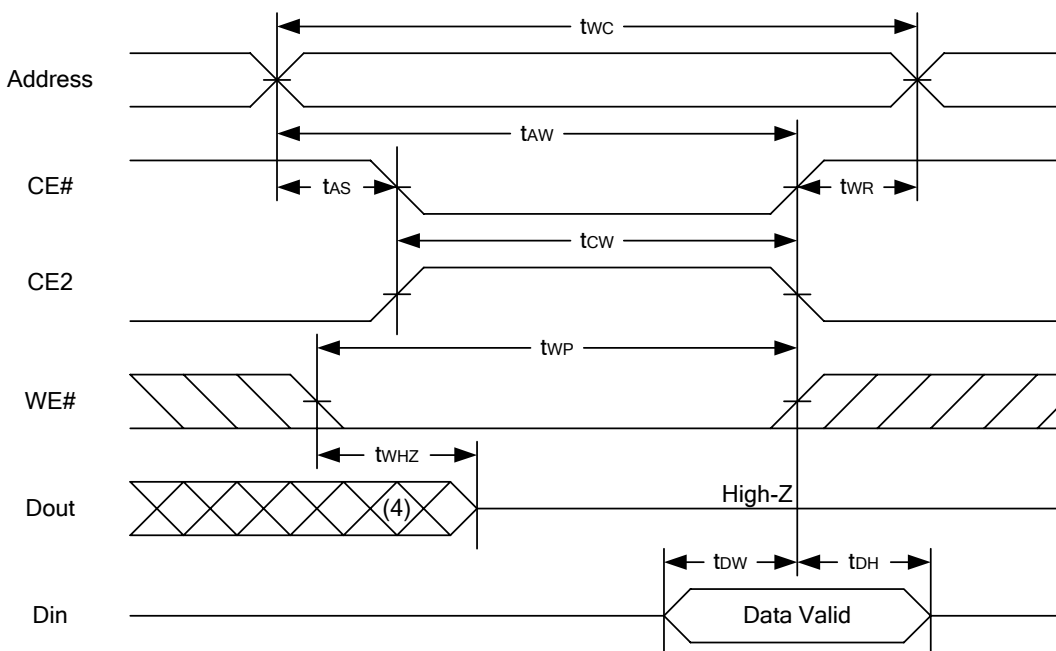 tWC
Address
tAW
CE#
tAS
tWR
tCW
CE2
tWP
WE#
tWHZ
Dout
(4)
High-Z
tDW
tDH
Din
Data Valid